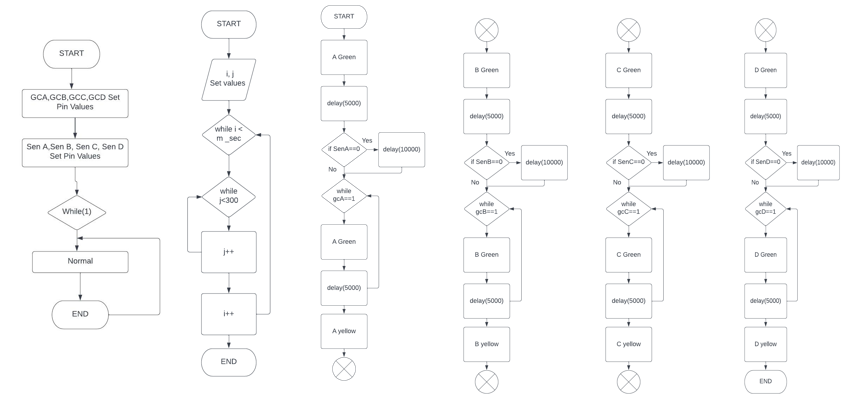 START
GCA,GCB,GCC,GCD Set
Pin Values
Sen A,Sen B, Sen C, Sen D
Set Pin Values
While(1)
Normal
END
START
i, j
Set values
while i <
m _sec
while
j<300
j++
i++
END
START
A Green
delay(5000)
if SenA==0
Yes
delay(10000)
No
while
gcA==1
A Green
delay(5000)
A yellow
B Green
delay(5000)
if SenB==0
Yes
delay(10000)
No
while
gcB==1
B Green
delay(5000)
B yellow
C Green
delay(5000)
if SenC==0
Yes
delay(10000)
No
while
gcC==1
C Green
delay(5000)
C yellow
D Green
delay(5000)
if SenD==0
Yes
delay(10000)
No
while
gcD==1
D Green
delay(5000)
D yellow
END